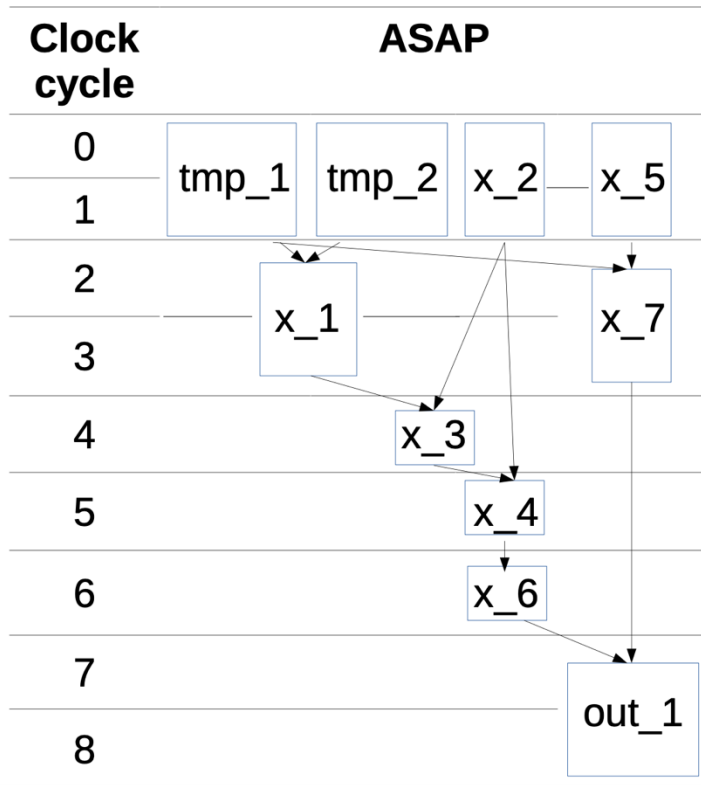 Clock cycle ASAP
0
tmp_1 tmp_2 x_2 x_5
1
2
x_1 x_7
3
4 x_3
5 x_4
6 x_6
7
out_1
8